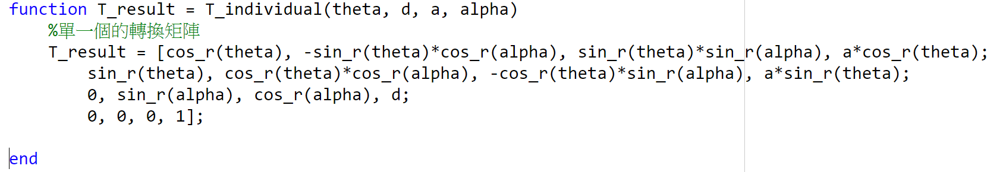 function T_result = T_individual(theta, d, a, alpha)
%單一個的轉換矩陣
T_result = [cos_r(theta), -sin_r(theta)*cos_r(alpha), sin_r(theta)*sin_r(alpha), a*cos_r(theta);
sin_r(theta), cos_r(theta)*cos_r(alpha), -cos_r(theta)*sin_r(alpha), a*sin_r(theta);
0, sin_r(alpha), cos_r(alpha), d;
0, 0, 0, 1];
end